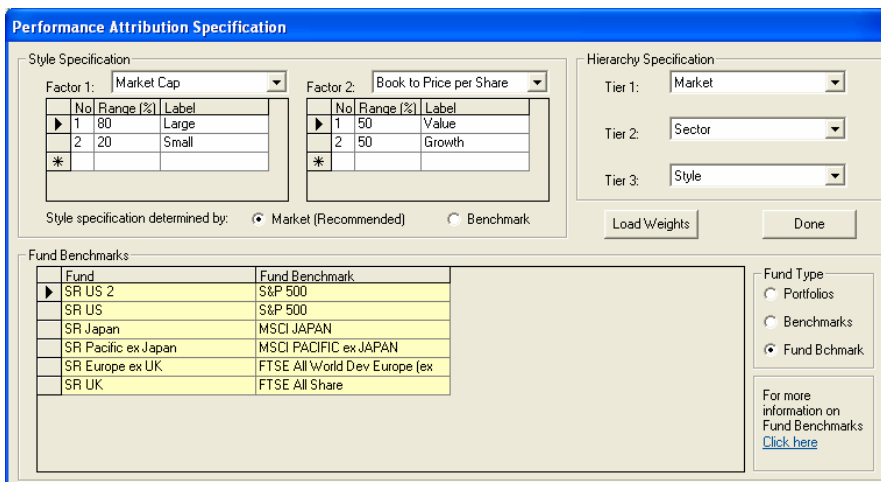 Performance Attribution Specification
Style Specification
Factor 1: Market Cap
No Range (%) Label
1 80 Large
2 20 Small
Factor 2: Book to Price per Share
No Range (%) Label
1 50 Value
2 50 Growth
Style specification determined by: Market (Recommended) Benchmark
Hierarchy Specification
Tier 1: Market
Tier 2: Sector
Tier 3: Style
Load Weights Done
Fund Benchmarks
Fund Fund Benchmark
SR US 2 S&P 500
SR US S&P 500
SR Japan MSCI JAPAN
SR Pacific ex Japan MSCI PACIFIC ex JAPAN
SR Europe ex UK FTSE All World Dev Europe (ex
SR UK FTSE All Share
Fund Type
Portfolios
Benchmarks
Fund Bchmark
For more
information on
Fund Benchmarks
Click here